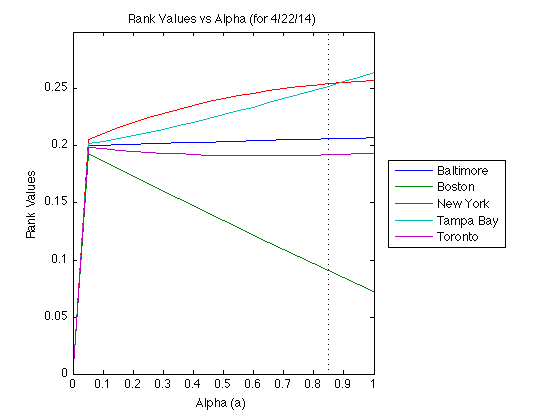 Rank Values vs Alpha (for 4/22/14)
Rank Values
0.25
0.2
0.15
0.1
0.05
0
0 0.1 0.2 0.3 0.4 0.5 0.6 0.7 0.8 0.9 1
Alpha (a)
Baltimore
Boston
New York
Tampa Bay
Toronto